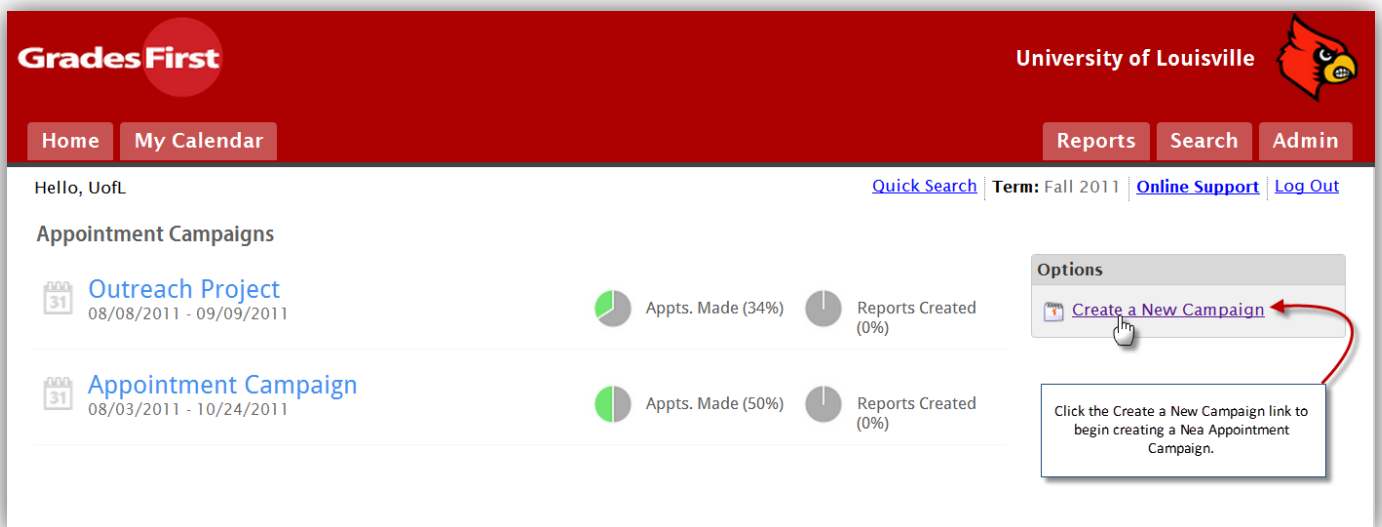 GradesFirst
University of Louisville
Home My Calendar Reports Search Admin
Hello, UofL Quick Search Term: Fall 2011 Online Support Log Out
Appointment Campaigns
Options
Create a New Campaign
31 Outreach Project
08/08/2011 - 09/09/2011
Appts. Made (34%)
Reports Created
(0%)
31 Appointment Campaign
08/03/2011 - 10/24/2011
Appts. Made (50%)
Reports Created
(0%)
Click the Create a New Campaign link to
begin creating a Nea Appointment
Campaign.